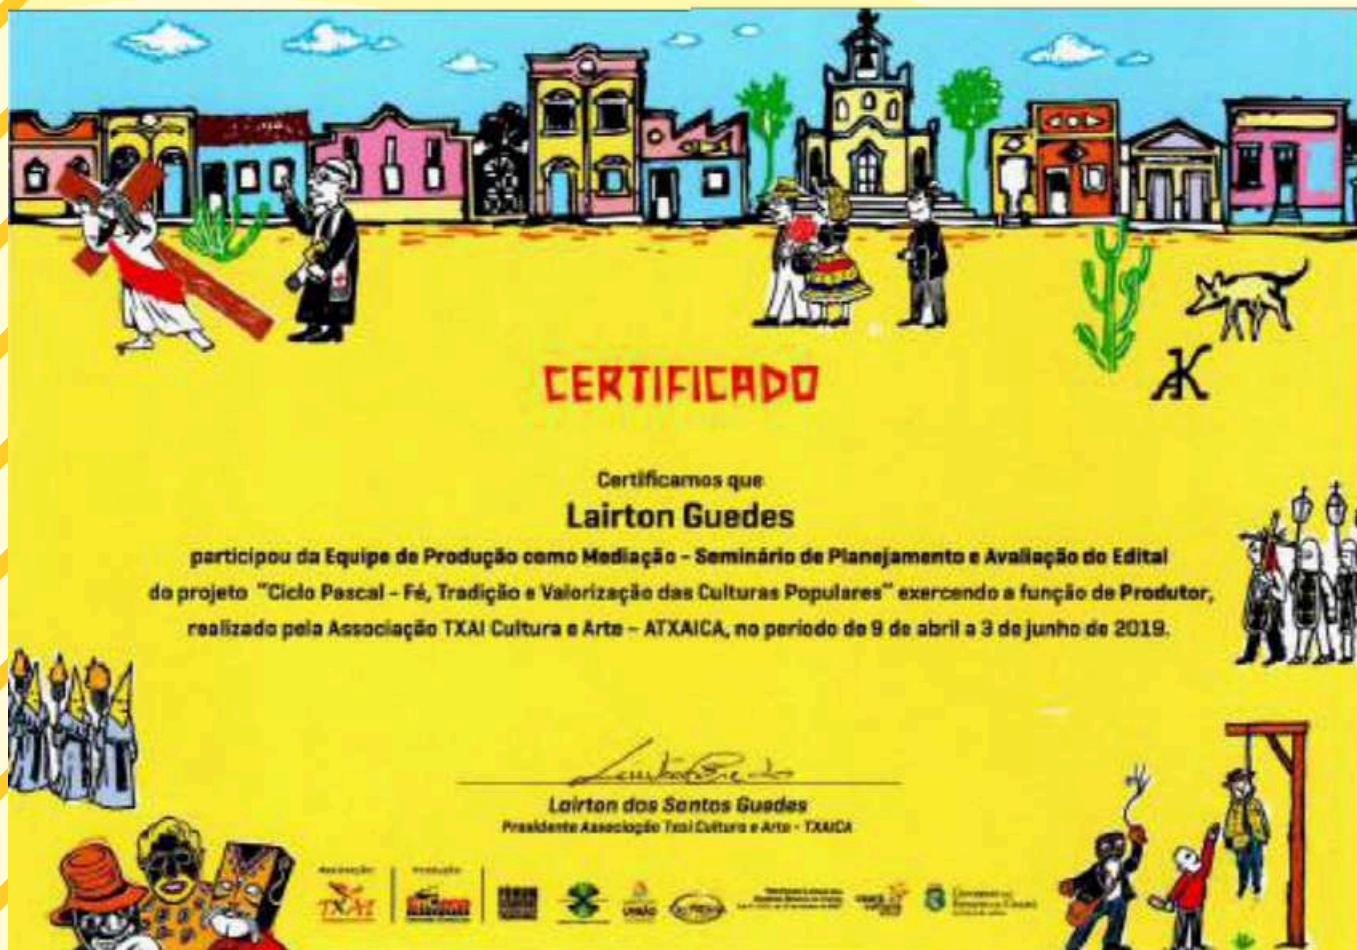 CERTIFICADO
Certificamos que
Lairton Guedes
participou da Equipe de Produção como Mediação - Seminário de Planejamento e Avaliação do Edital
do projeto "Ciclo Pascal - Fé, Tradição e Valorização das Culturas Populares" exercendo a função de Produtor,
realizado pela Associação TXAI Cultura e Arte - ATXAICA, no período de 9 de abril a 3 de junho de 2019.
Lairton dos Santos Guedes
Presidente Associação Txai Cultura e Arte - TXAICA
TXAI
UNIÃO
AK